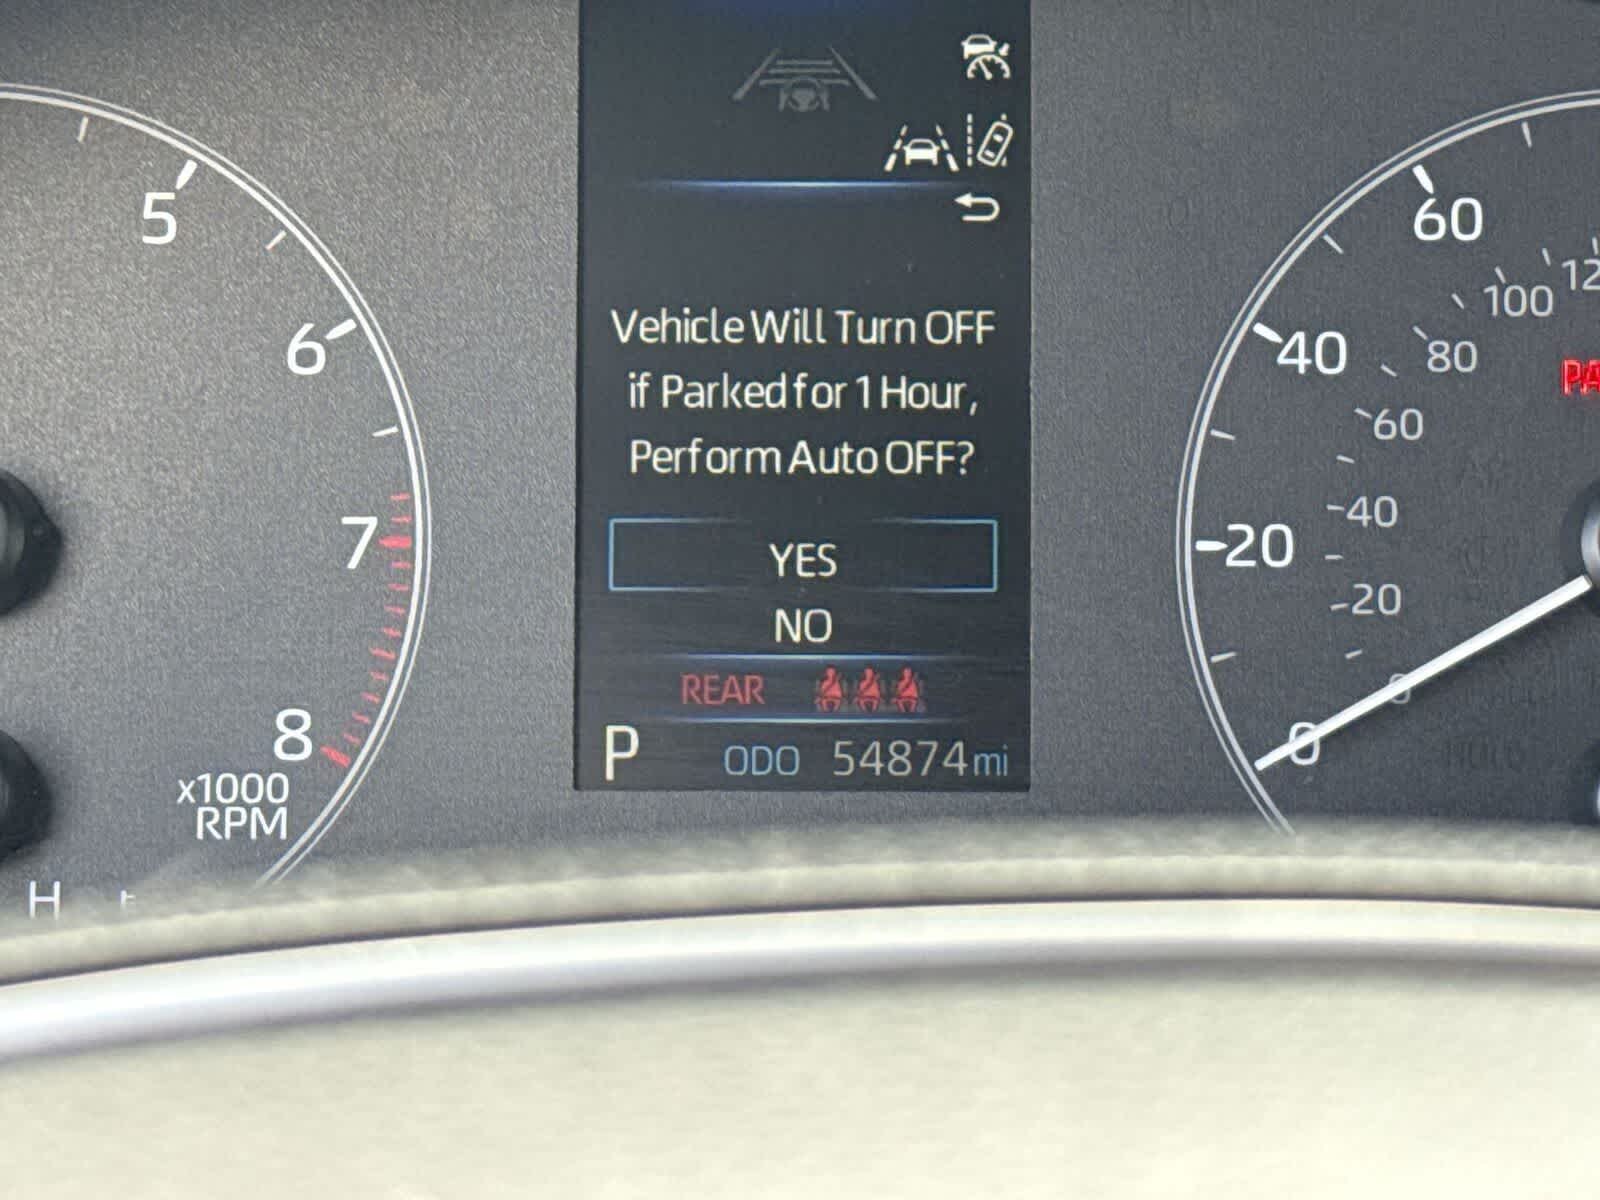 5
6
7
8
x1000
RPM
H
Vehicle Will Turn OFF
if Parked for 1 Hour,
Perform Auto OFF?
YES
NO
REAR
P ODO 54874 mi
60
40
20
0
100
80
60
40
20
0